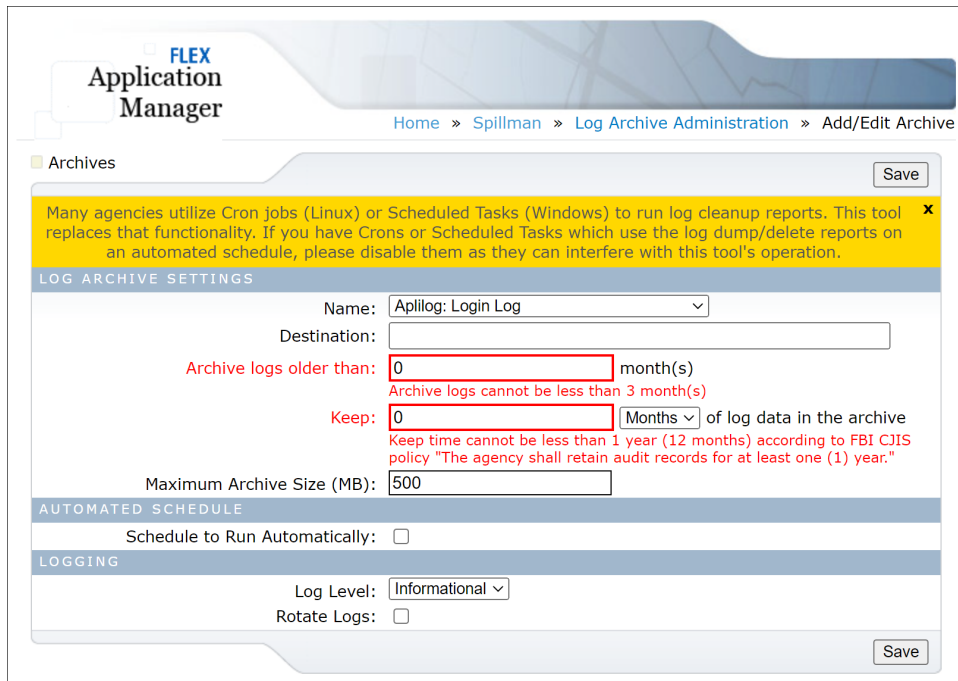 FLEX
Application
Manager
Home » Spillman » Log Archive Administration » Add/Edit Archive
Archives
Save
Many agencies utilize Cron jobs (Linux) or Scheduled Tasks (Windows) to run log cleanup reports. This tool
x
replaces that functionality. If you have Crons or Scheduled Tasks which use the log dump/delete reports on
an automated schedule, please disable them as they can interfere with this tool's operation.
LOG ARCHIVE SETTINGS
Name: Aplilog: Login Log
Destination:
Archive logs older than: 0 month(s)
Archive logs cannot be less than 3 month(s)
Keep: 0 Months of log data in the archive
Keep time cannot be less than 1 year (12 months) according to FBI CJIS
policy "The agency shall retain audit records for at least one (1) year."
Maximum Archive Size (MB): 500
AUTOMATED SCHEDULE
Schedule to Run Automatically:
LOGGING
Log Level: Informational
Rotate Logs:
Save